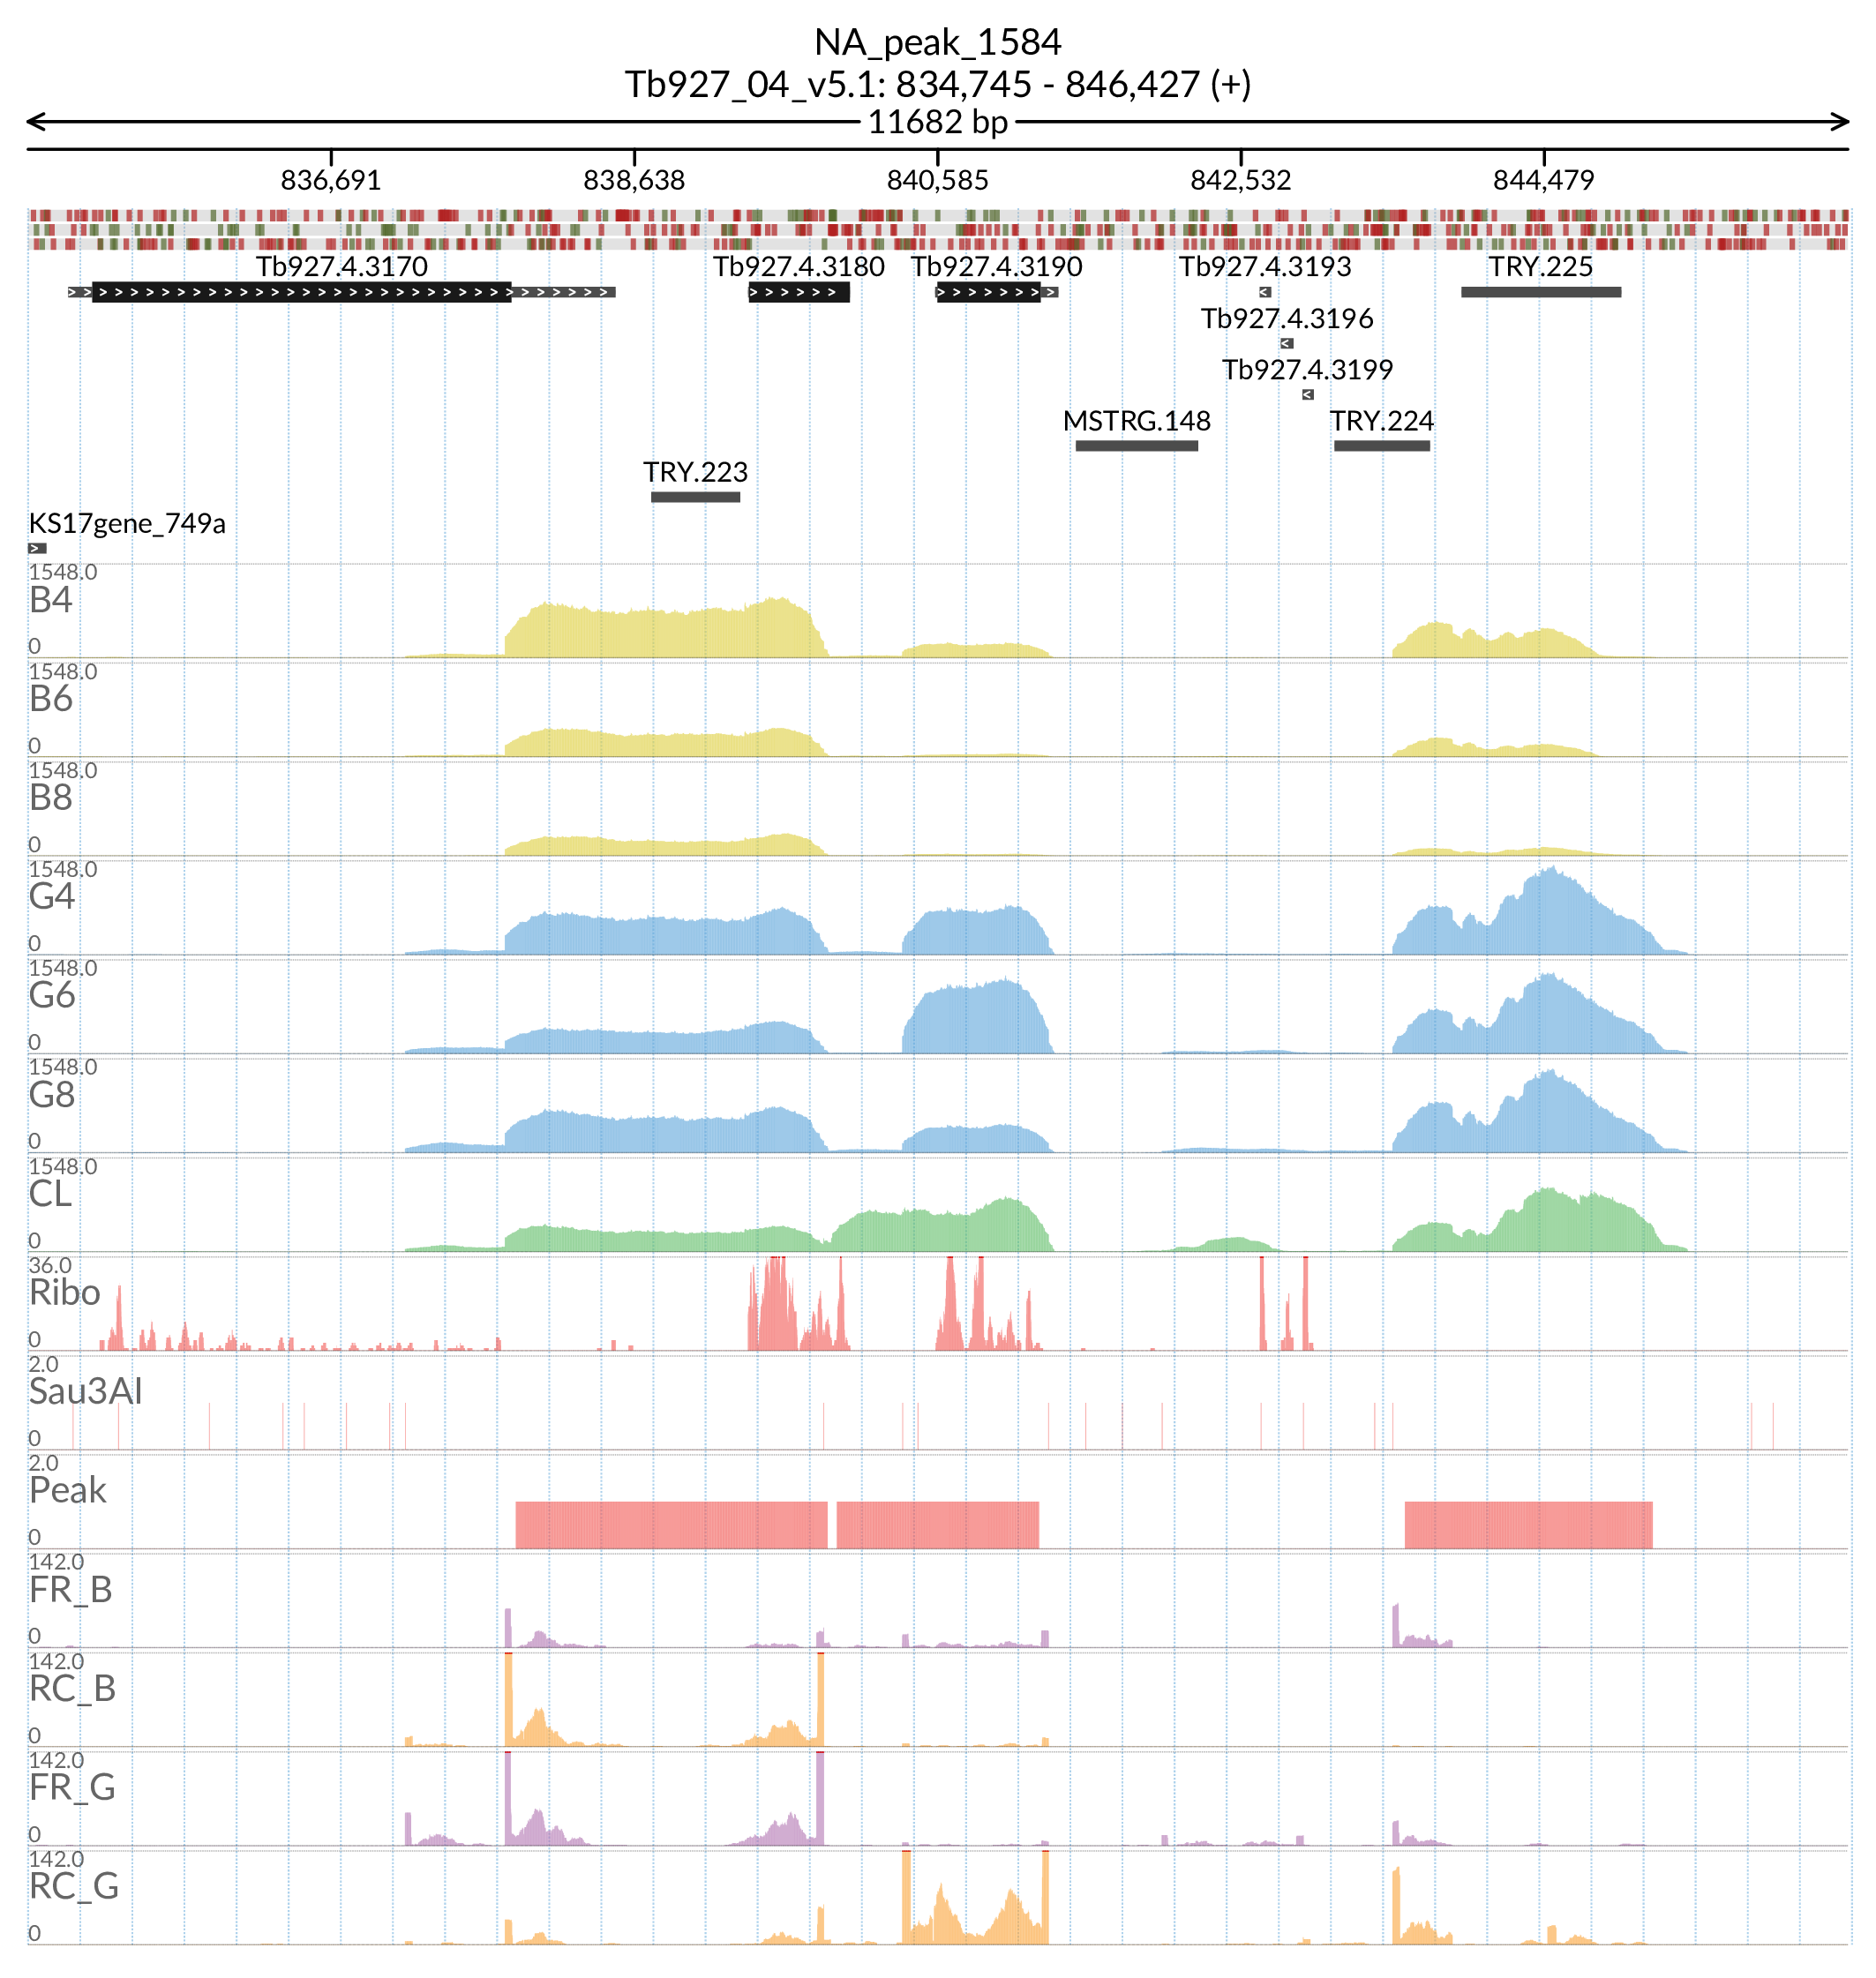 NA_peak_1584
Tb927_04_v5.1: 834,745 - 846,427 (+)
11682 bp
836,691 838,638 840,585 842,532 844,479
Tb927.4.3170 Tb927.4.3180 Tb927.4.3190 Tb927.4.3193 TRY.225
Tb927.4.3196
Tb927.4.3199
MSTRG.148 TRY.224
TRY.223
KS17gene_749a
1548.0
B4
0
1548.0
B6
0
1548.0
B8
0
1548.0
G4
0
1548.0
G6
0
1548.0
G8
0
1548.0
CL
0
36.0
Ribo
0
2.0
Sau3AI
0
2.0
Peak
0
142.0
FR_B
0
142.0
RC_B
0
142.0
FR_G
0
142.0
RC_G
0